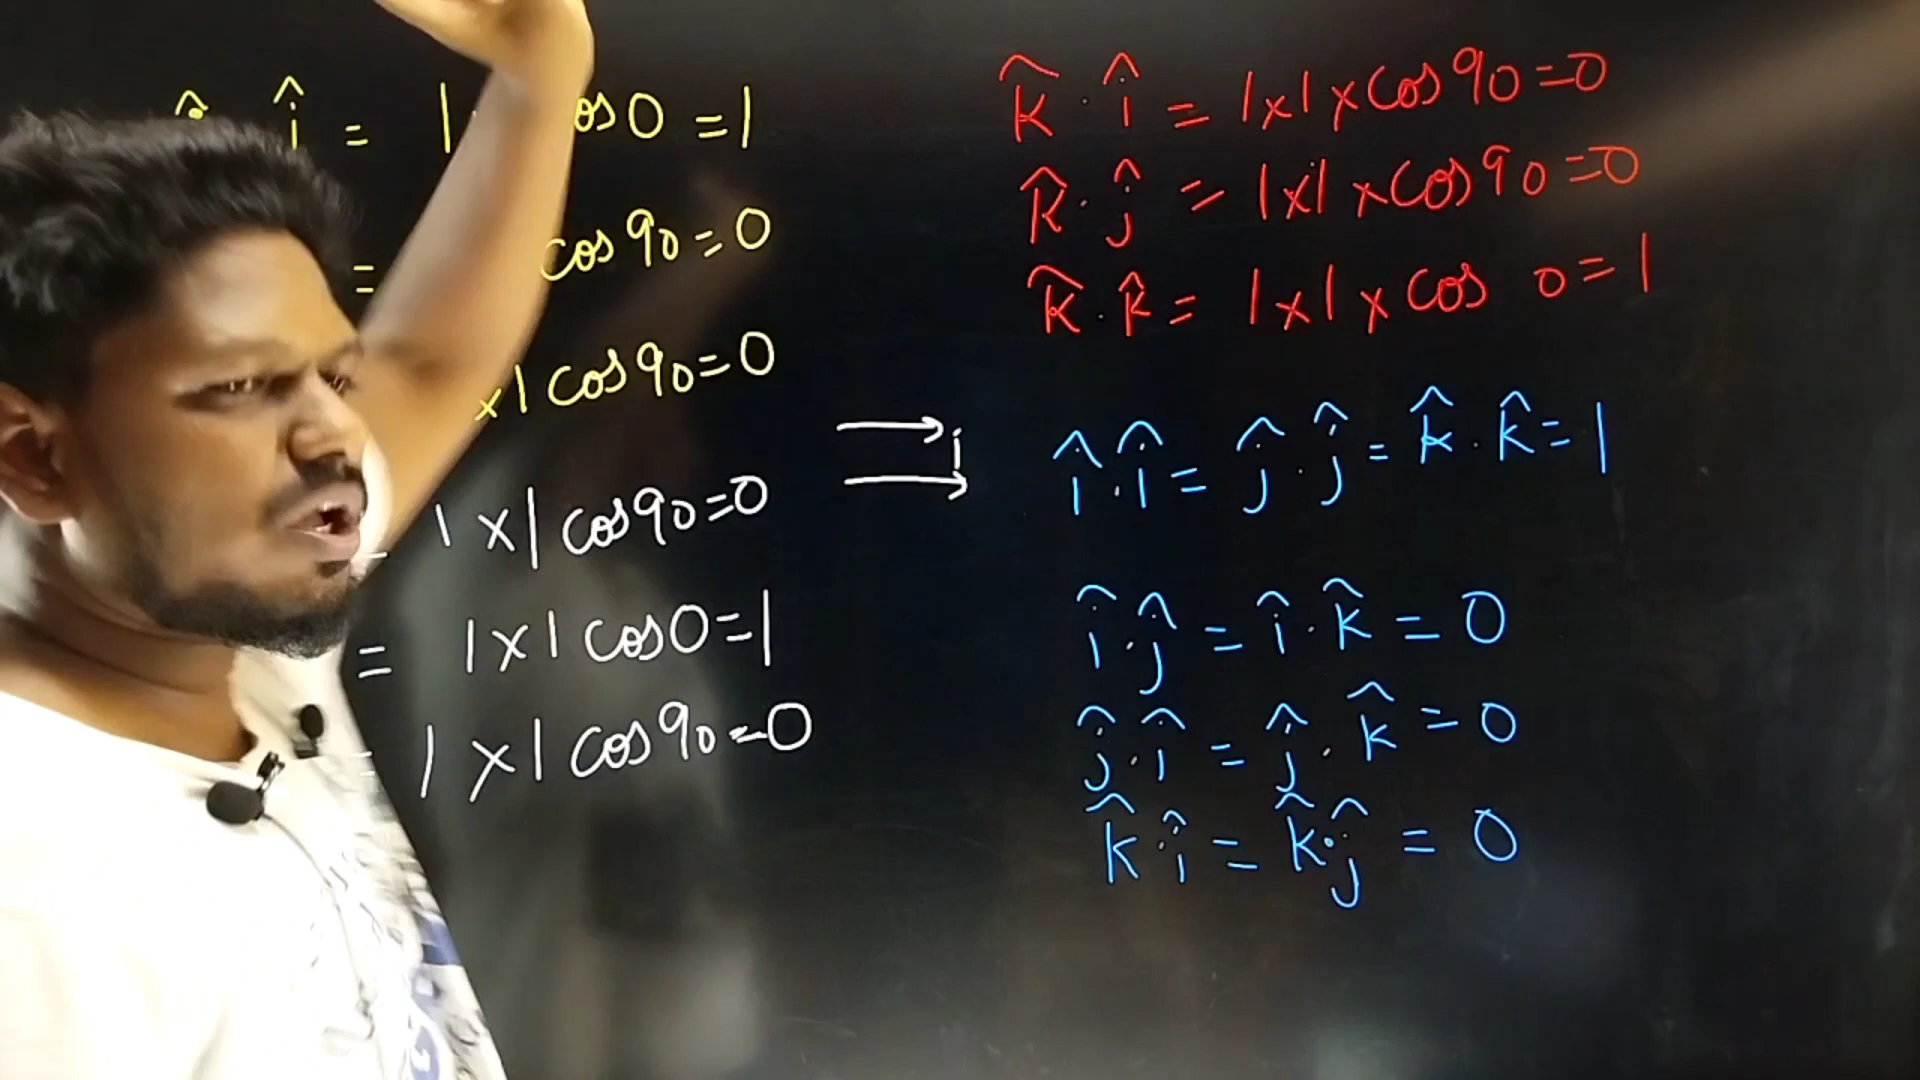 î = 1 cos 0 = 1
= cos 90 = 0
x 1 cos 90 = 0
= 1 x 1 cos 90 = 0
= 1 x 1 cos 0 = 1
= 1 x 1 cos 90 = 0
i
k̂ . î = 1 x 1 x cos 90 = 0
k̂ . ĵ = 1 x 1 x cos 90 = 0
k̂ . k̂ = 1 x 1 x cos 0 = 1
î . î = ĵ . ĵ = k̂ . k̂ = 1
î . ĵ = î . k̂ = 0
ĵ . î = ĵ . k̂ = 0
k̂ . î = k̂ . ĵ = 0